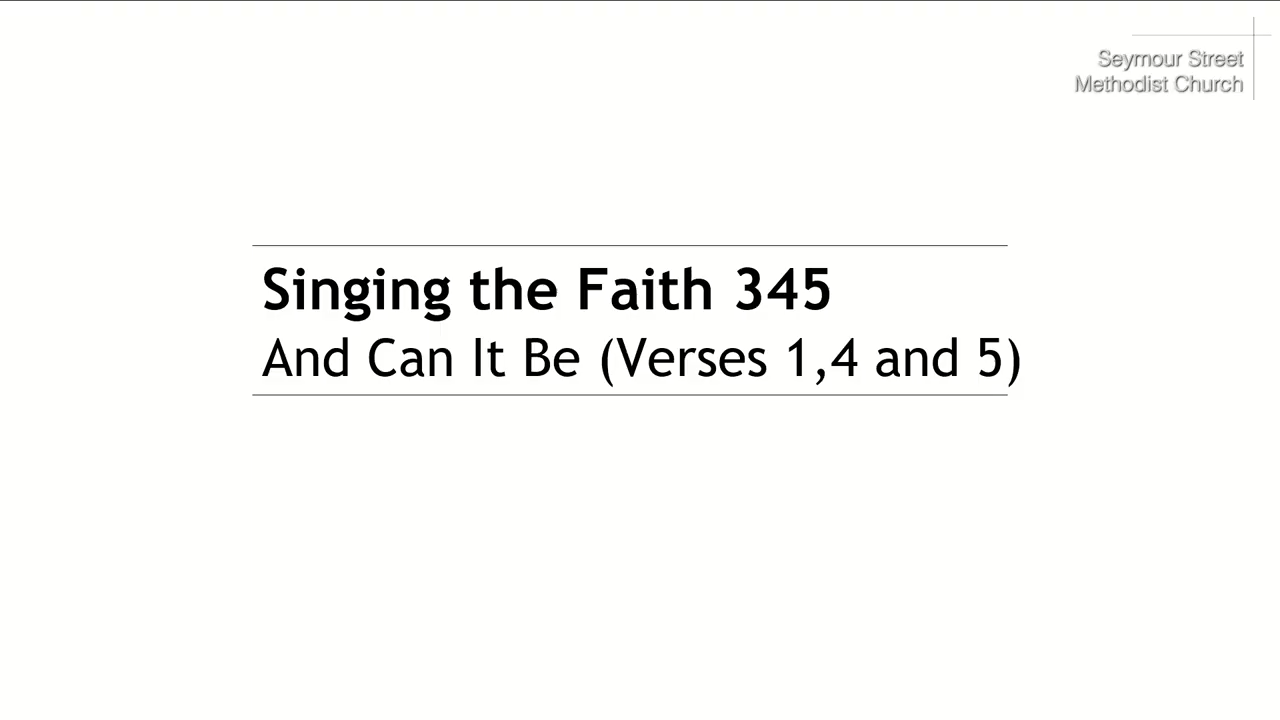 Seymour Street
Methodist Church
Singing the Faith 345
And Can It Be (Verses 1,4 and 5)